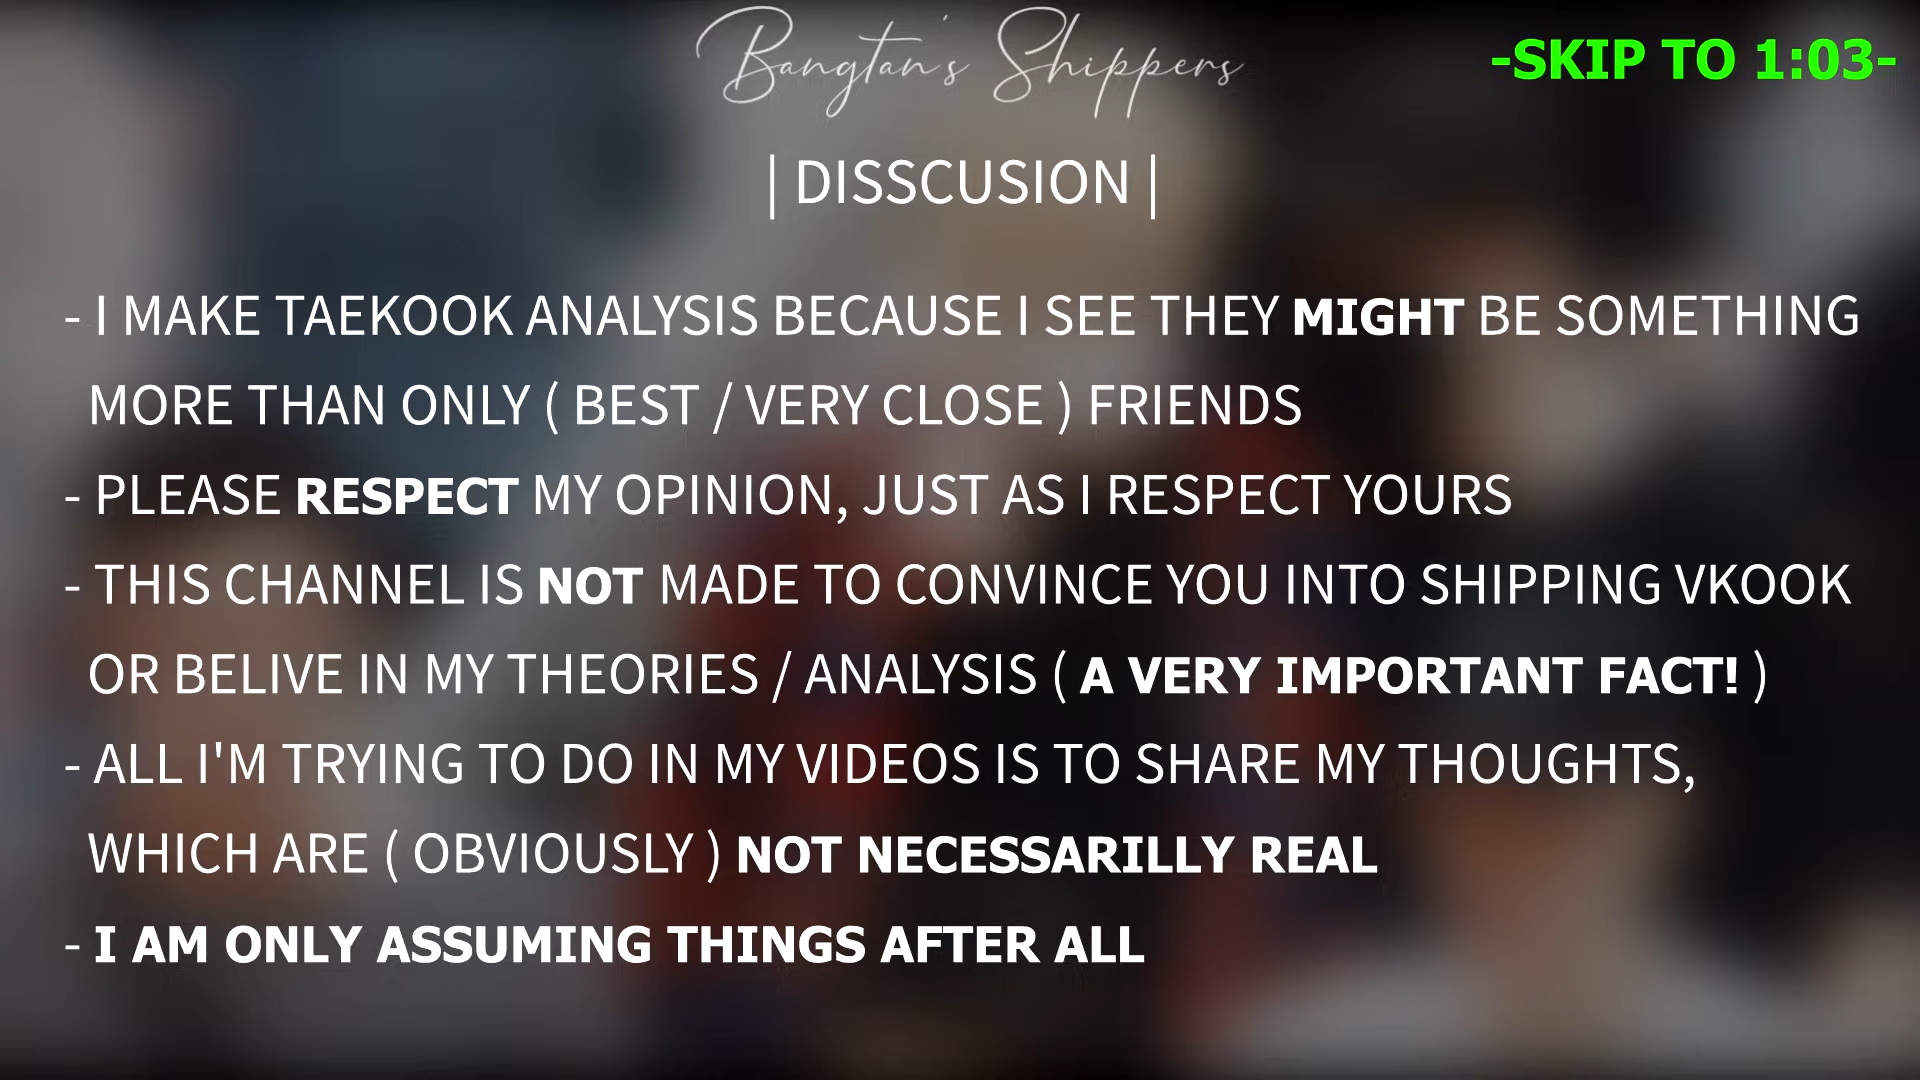 Bangtan's Shippers
-SKIP TO 1:03-
| DISSCUSION |
- I MAKE TAEKOOK ANALYSIS BECAUSE I SEE THEY MIGHT BE SOMETHING
MORE THAN ONLY ( BEST / VERY CLOSE ) FRIENDS
- PLEASE RESPECT MY OPINION, JUST AS I RESPECT YOURS
- THIS CHANNEL IS NOT MADE TO CONVINCE YOU INTO SHIPPING VKOOK
OR BELIVE IN MY THEORIES / ANALYSIS ( A VERY IMPORTANT FACT! )
- ALL I'M TRYING TO DO IN MY VIDEOS IS TO SHARE MY THOUGHTS,
WHICH ARE ( OBVIOUSLY ) NOT NECESSARILLY REAL
- I AM ONLY ASSUMING THINGS AFTER ALL